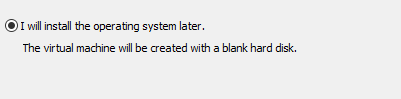 I will install the operating system later.
The virtual machine will be created with a blank hard disk.